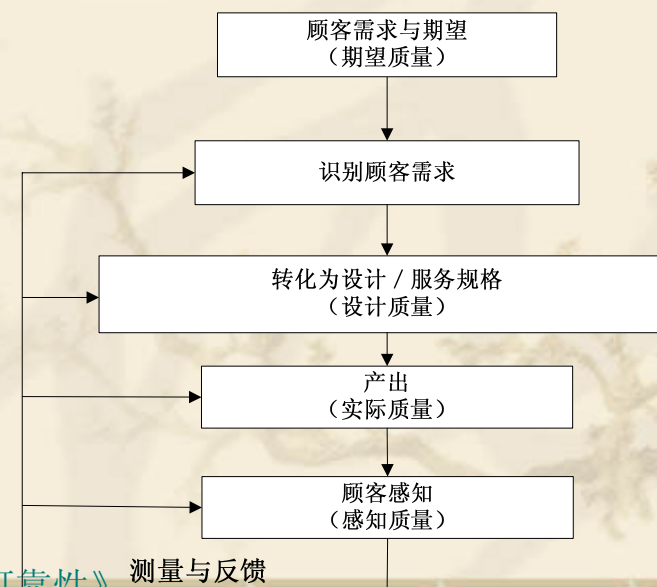 顾客需求与期望
（期望质量）
识别顾客需求
转化为设计／服务规格
（设计质量）
产出
（实际质量）
顾客感知
（感知质量）
靠性》
测量与反馈